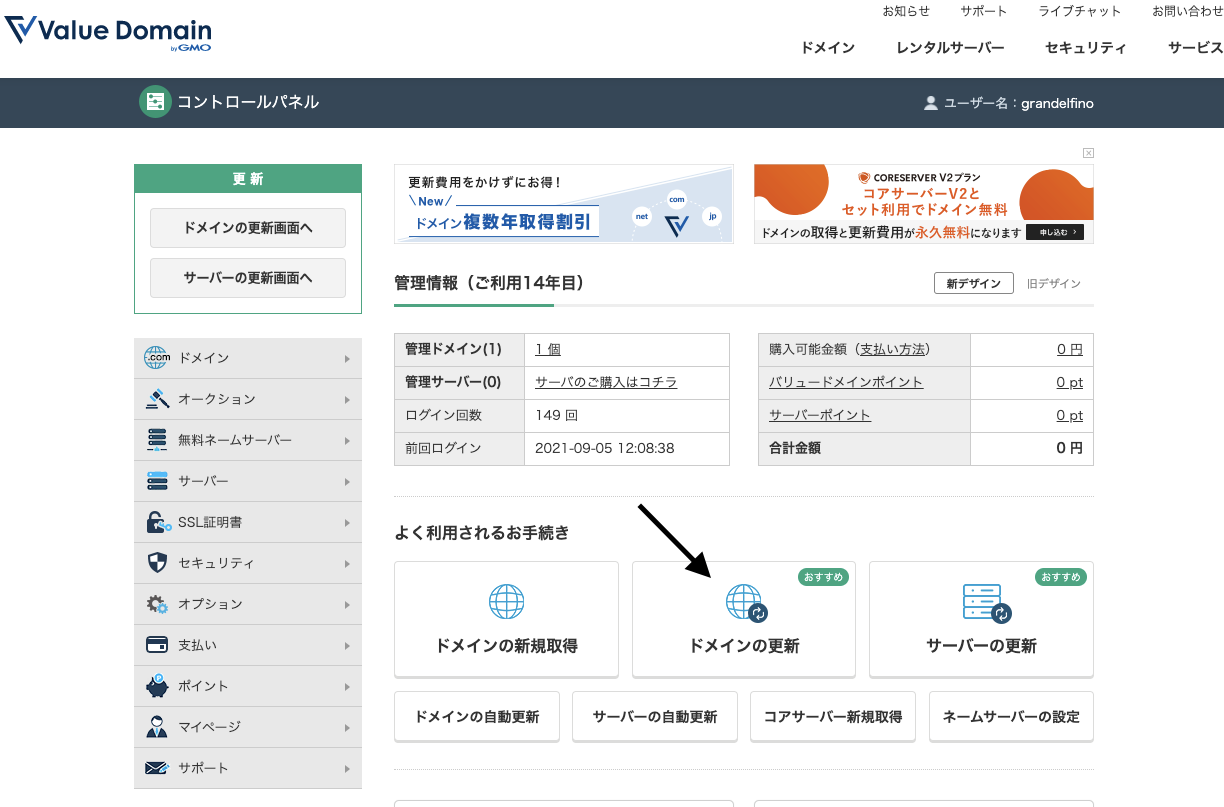 お知らせ サポート ライブチャット お問い合わせ
Value Domain
by GMO
ドメイン レンタルサーバー セキュリティ サービス
コントロールパネル
ユーザー名：grandelfino
更新
ドメインの更新画面へ
サーバーの更新画面へ
.com ドメイン
オークション
無料ネームサーバー
サーバー
SSL証明書
セキュリティ
オプション
支払い
ポイント
マイページ
サポート
更新費用をかけずにお得！
\New/
ドメイン複数年取得割引
net com jp
CORESERVER V2プラン
コアサーバーV2と
セット利用でドメイン無料
ドメインの取得と更新費用が永久無料になります 申し込む ›
管理情報（ご利用14年目）
新デザイン 旧デザイン
管理ドメイン(1) 1 個
管理サーバー(0) サーバのご購入はコチラ
ログイン回数 149 回
前回ログイン 2021-09-05 12:08:38
購入可能金額（支払い方法） 0 円
バリュードメインポイント 0 pt
サーバーポイント 0 pt
合計金額 0 円
よく利用されるお手続き
ドメインの新規取得
おすすめ
ドメインの更新
おすすめ
サーバーの更新
ドメインの自動更新
サーバーの自動更新
コアサーバー新規取得
ネームサーバーの設定